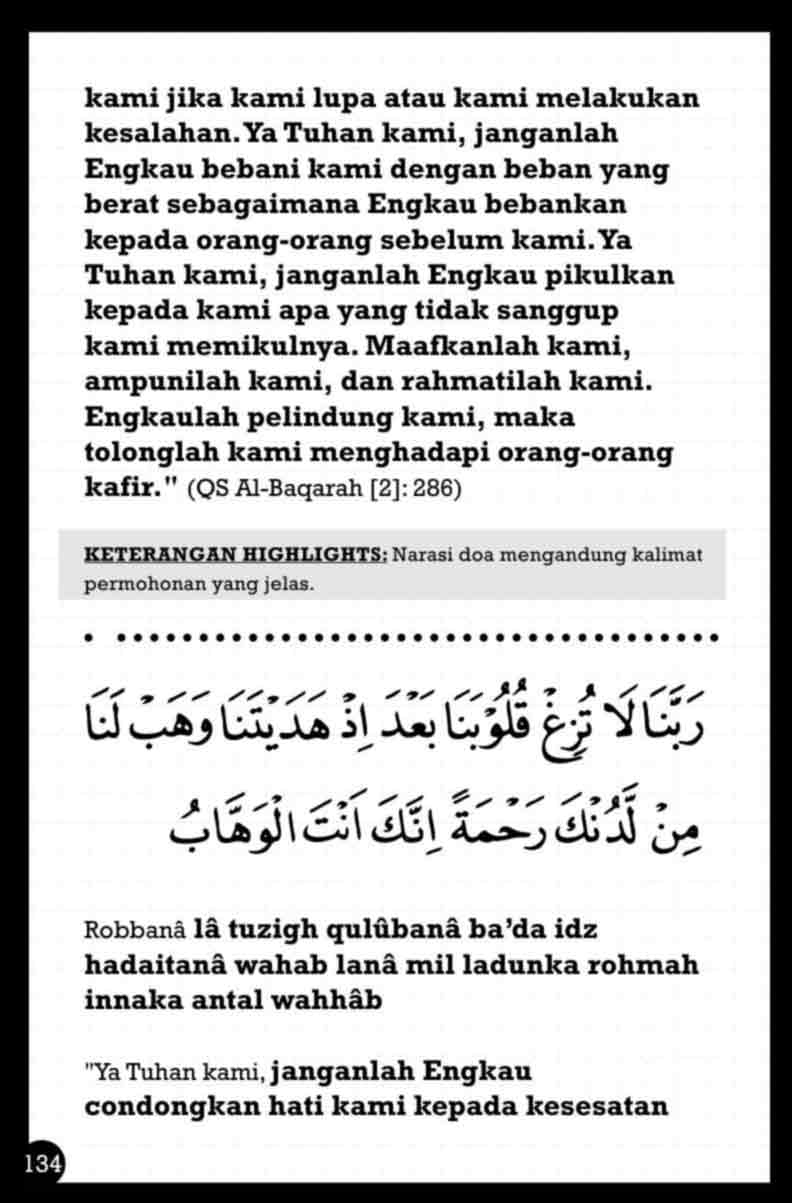 kami jika kami lupa atau kami melakukan
kesalahan. Ya Tuhan kami, janganlah
Engkau bebani kami dengan beban yang
berat sebagaimana Engkau bebankan
kepada orang-orang sebelum kami. Ya
Tuhan kami, janganlah Engkau pikulkan
kepada kami apa yang tidak sanggup
kami memikulnya. Maafkanlah kami,
ampunilah kami, dan rahmatilah kami.
Engkaulah pelindung kami, maka
tolonglah kami menghadapi orang-orang
kafir." (QS Al-Baqarah [2]: 286)
KETERANGAN HIGHLIGHTS: Narasi doa mengandung kalimat
permohonan yang jelas.
رَبَّنَا لَا تُزِغْ قُلُوْبَنَا بَعْدَ اِذْ هَدَيْتَنَا وَهَبْ لَنَا
مِنْ لَّدُنْكَ رَحْمَةً اِنَّكَ اَنْتَ الْوَهَّابُ
Robbanâ lâ tuzigh qulûbanâ ba’da idz
hadaitanâ wahab lanâ mil ladunka rohmah
innaka antal wahhâb
"Ya Tuhan kami, janganlah Engkau
condongkan hati kami kepada kesesatan
134